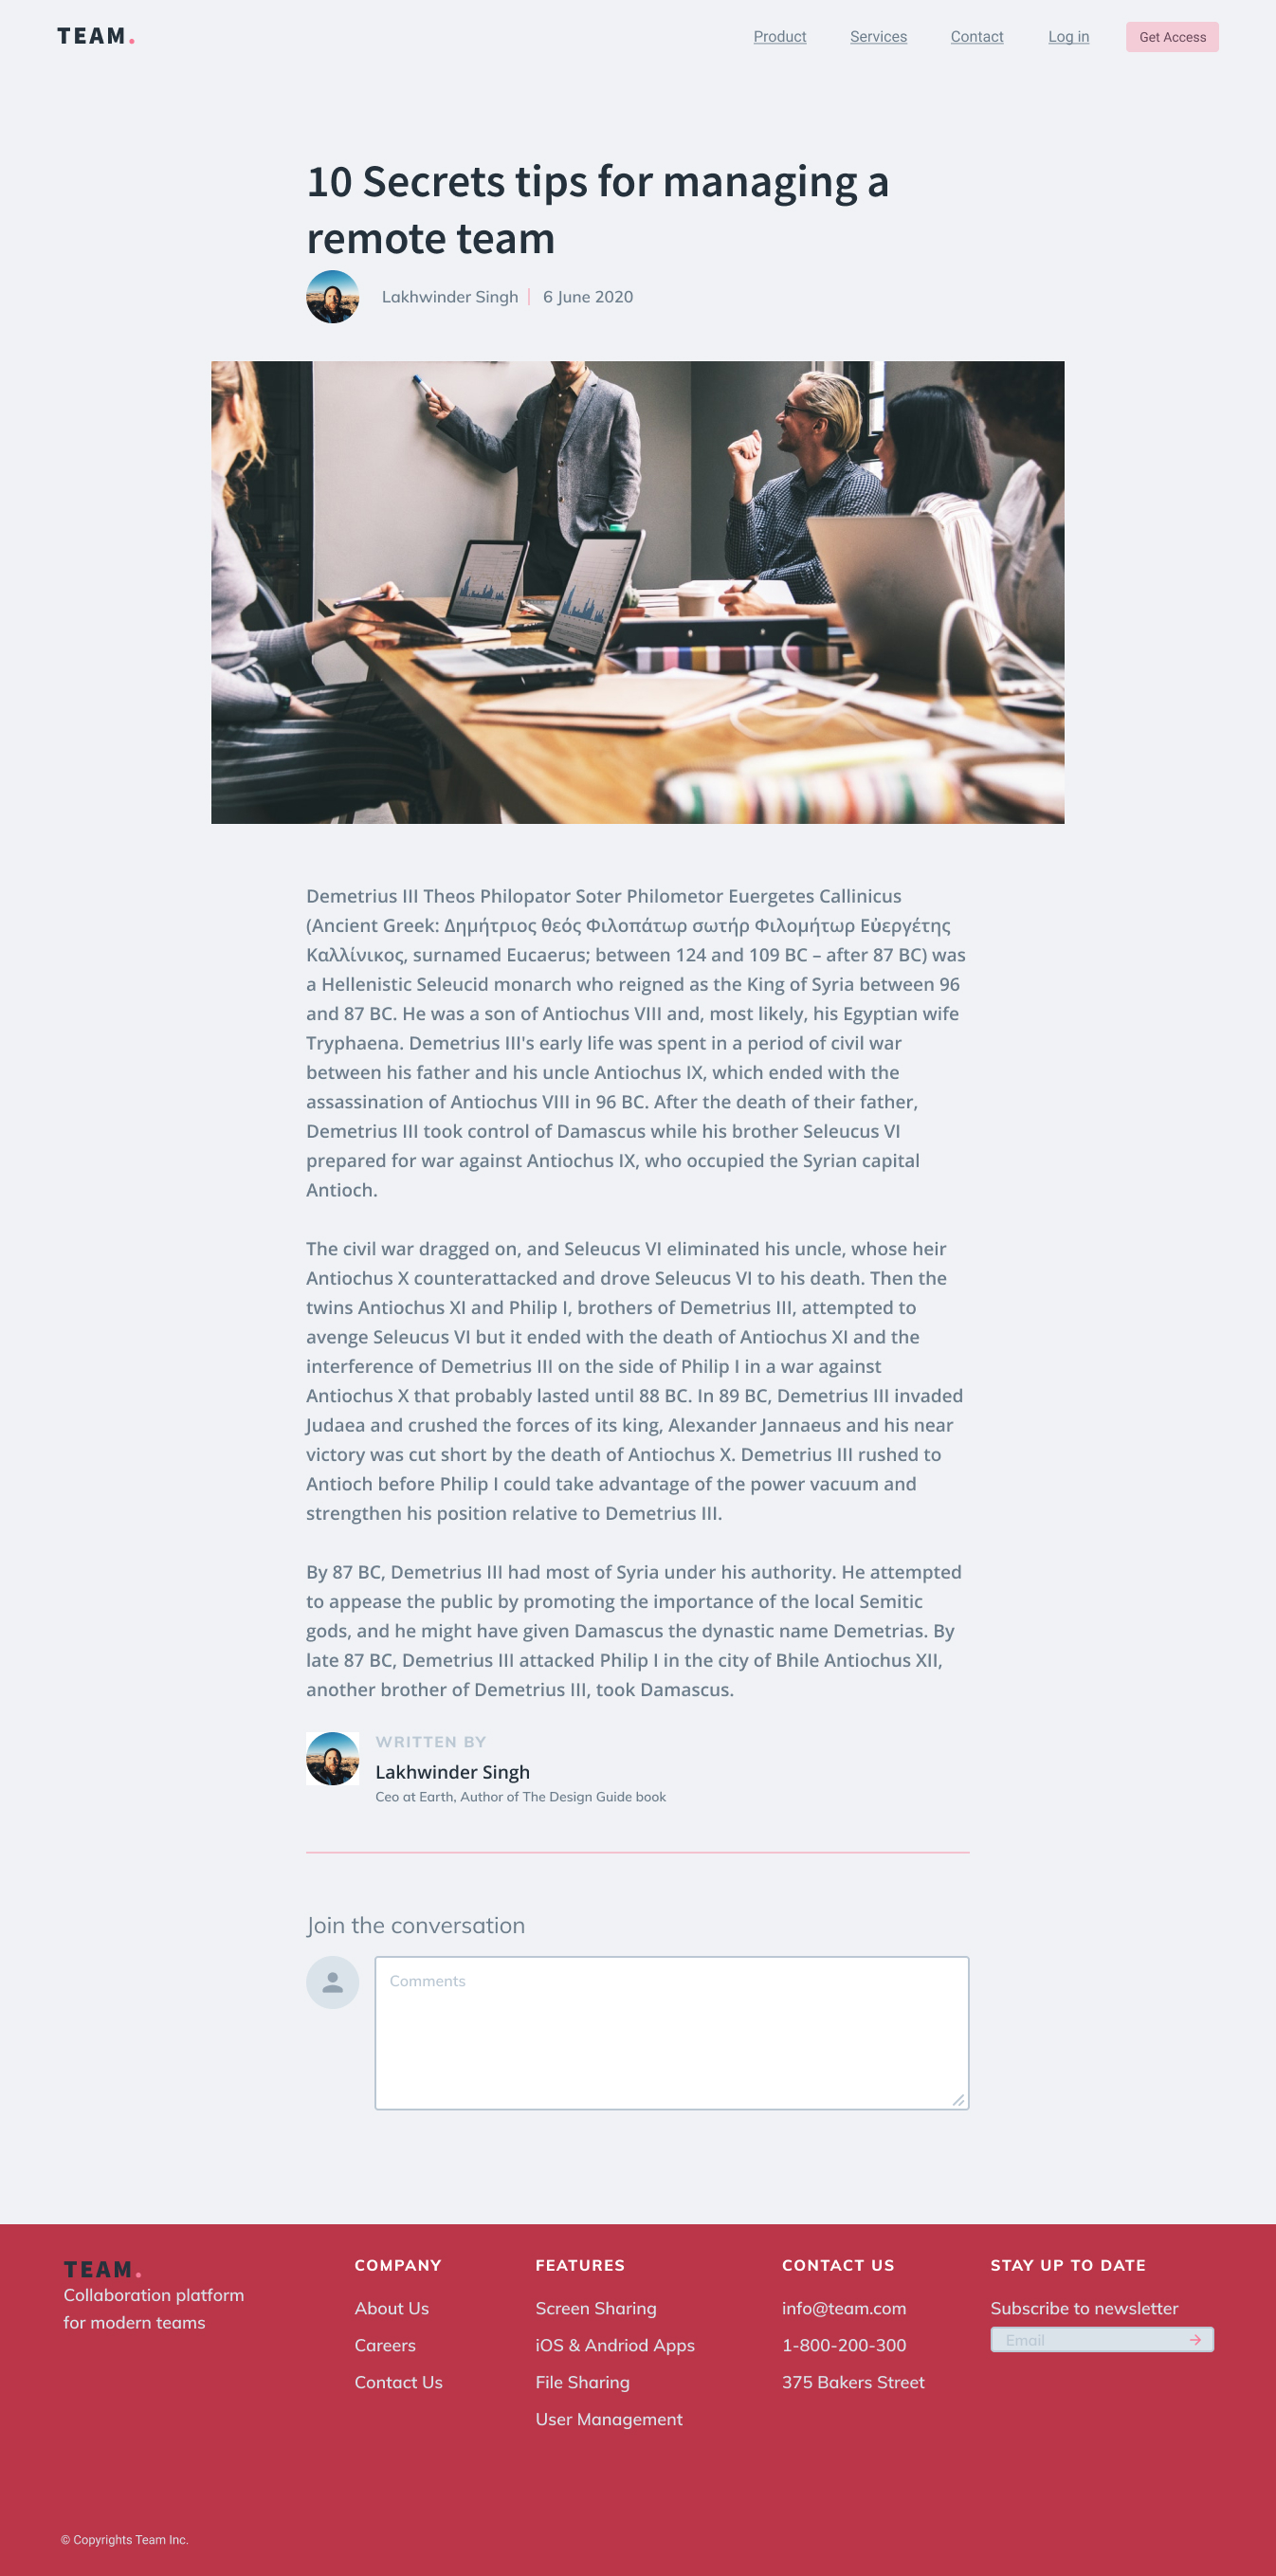 TEAM.
Product
Services
Contact
Log in
Get Access
10 Secrets tips for managing a
remote team
Lakhwinder Singh
6 June 2020
Demetrius III Theos Philopator Soter Philometor Euergetes Callinicus
(Ancient Greek: Δημήτριος θεός Φιλοπάτωρ σωτήρ Φιλομήτωρ Εὐεργέτης
Καλλίνικος, surnamed Eucaerus; between 124 and 109 BC – after 87 BC) was
a Hellenistic Seleucid monarch who reigned as the King of Syria between 96
and 87 BC. He was a son of Antiochus VIII and, most likely, his Egyptian wife
Tryphaena. Demetrius III's early life was spent in a period of civil war
between his father and his uncle Antiochus IX, which ended with the
assassination of Antiochus VIII in 96 BC. After the death of their father,
Demetrius III took control of Damascus while his brother Seleucus VI
prepared for war against Antiochus IX, who occupied the Syrian capital
Antioch.
The civil war dragged on, and Seleucus VI eliminated his uncle, whose heir
Antiochus X counterattacked and drove Seleucus VI to his death. Then the
twins Antiochus XI and Philip I, brothers of Demetrius III, attempted to
avenge Seleucus VI but it ended with the death of Antiochus XI and the
interference of Demetrius III on the side of Philip I in a war against
Antiochus X that probably lasted until 88 BC. In 89 BC, Demetrius III invaded
Judaea and crushed the forces of its king, Alexander Jannaeus and his near
victory was cut short by the death of Antiochus X. Demetrius III rushed to
Antioch before Philip I could take advantage of the power vacuum and
strengthen his position relative to Demetrius III.
By 87 BC, Demetrius III had most of Syria under his authority. He attempted
to appease the public by promoting the importance of the local Semitic
gods, and he might have given Damascus the dynastic name Demetrias. By
late 87 BC, Demetrius III attacked Philip I in the city of Bhile Antiochus XII,
another brother of Demetrius III, took Damascus.
WRITTEN BY
Lakhwinder Singh
Ceo at Earth, Author of The Design Guide book
Join the conversation
Comments
TEAM.
Collaboration platform
for modern teams
COMPANY
About Us
Careers
Contact Us
FEATURES
Screen Sharing
iOS & Andriod Apps
File Sharing
User Management
CONTACT US
info@team.com
1-800-200-300
375 Bakers Street
STAY UP TO DATE
Subscribe to newsletter
Email
© Copyrights Team Inc.